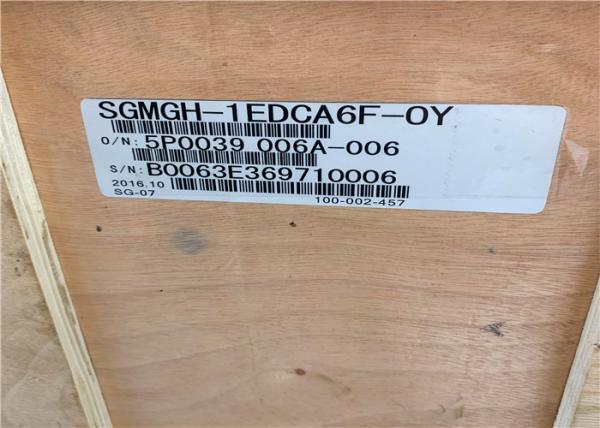 SGMGH-1EDCA6F-OY
O/N: 5P0039 006A-006
S/N: B0063E369710006
2016.10
SG-07 100-002-457